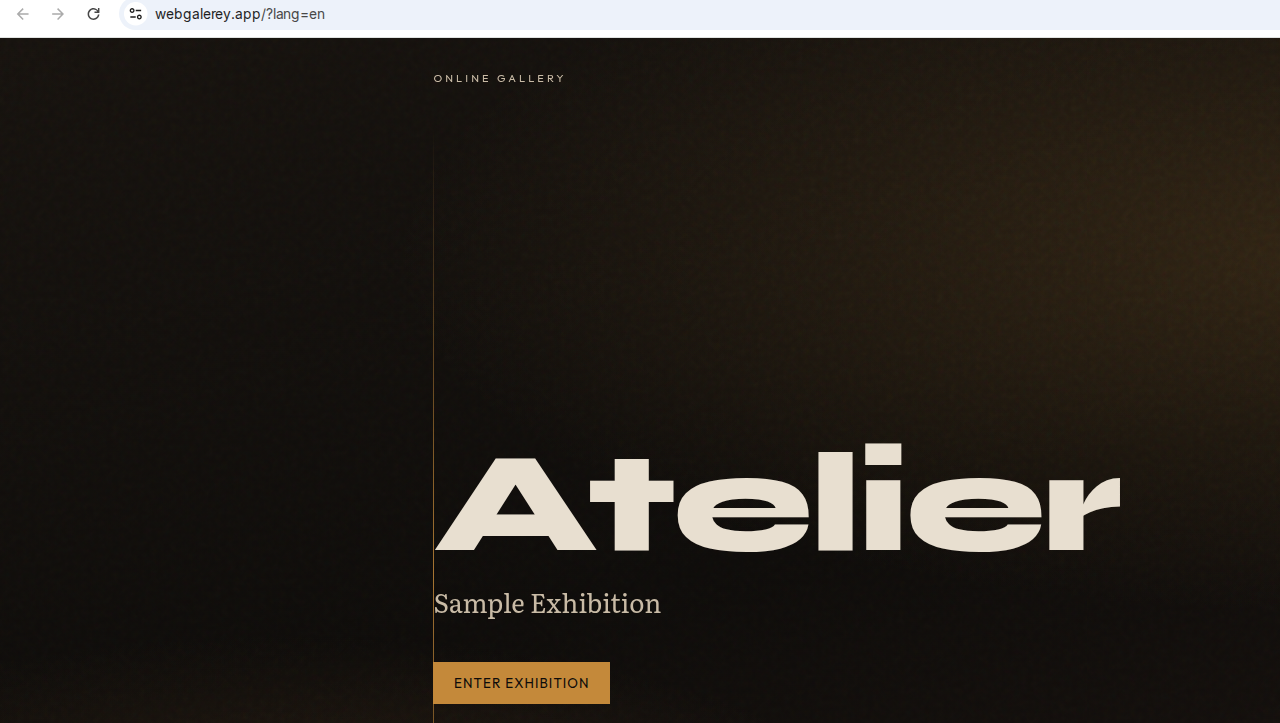 webgalerey.app/?lang=en
ONLINE GALLERY
Atelier
Sample Exhibition
ENTER EXHIBITION